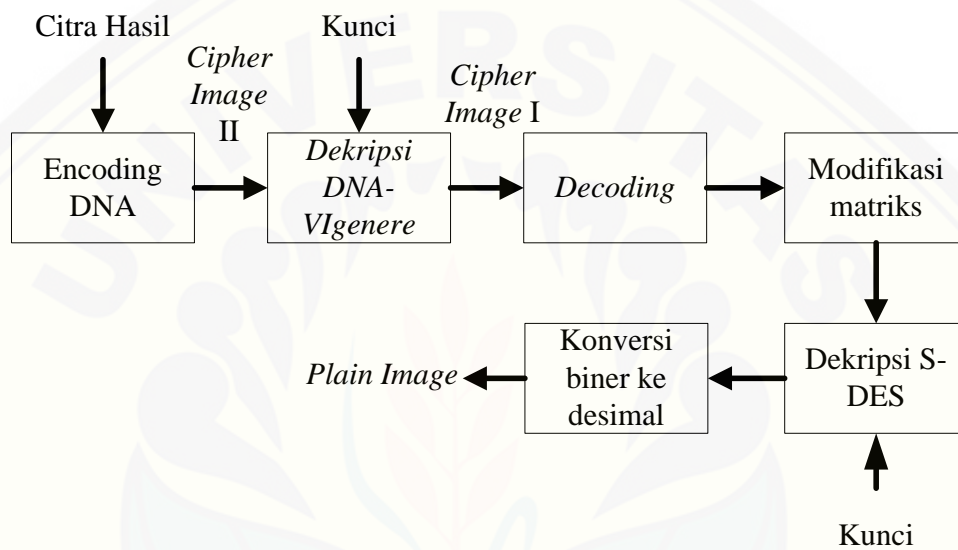 Citra Hasil
Kunci
Cipher
Image
II
Cipher
Image I
Encoding
DNA
Dekripsi
DNA-
VIgenere
Decoding
Modifikasi
matriks
Plain Image
Konversi
biner ke
desimal
Dekripsi S-
DES
Kunci
UNIVERSITAS